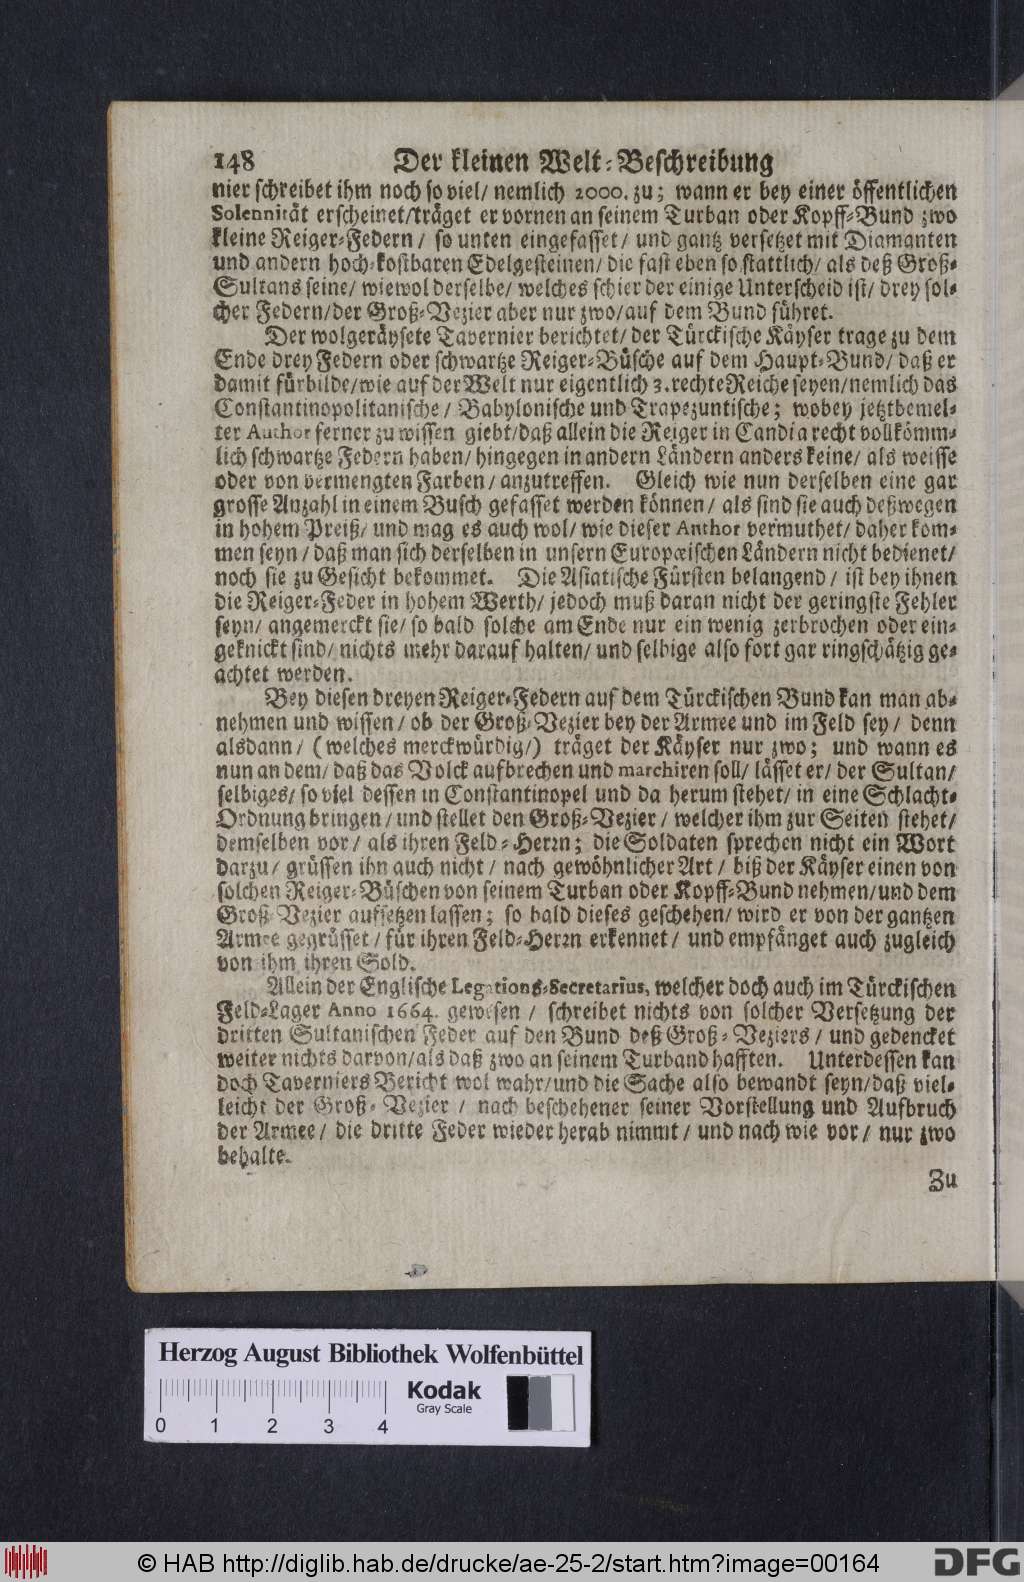 148 Der kleinen Welt-Beschreibung
nier schreibet ihm noch so viel/ nemlich 2000. zu; wann er bey einer öffentlichen
Solennität erscheinet/träget er vornen an seinem Turban oder Kopff-Bund zwo
kleine Reiger-Federn/ so unten eingefasset/ und gantz versetzet mit Diamanten
und andern hoch-kostbaren Edelgesteinen/ die fast eben so stattlich/ als deß Groß-
Sultans seine/ wiewol derselbe/ welches schier der einige Unterscheid ist/ drey sol-
cher Federn/der Groß-Vezier aber nur zwo/auf dem Bund führet.
Der wolgeräysete Tavernier berichtet/ der Türckische Käyser trage zu dem
Ende drey Federn oder schwartze Reiger-Büsche auf dem Haupt-Bund/ daß er
damit fürbilde/wie auf der Welt nur eigentlich 3. rechte Reiche seyen/nemlich das
Constantinopolitanische/ Babylonische und Trapezuntische; wobey jetztbemel-
ter Author ferner zu wissen giebt/daß allein die Reiger in Candia recht vollkömm-
lich schwartze Federn haben/ hingegen in andern Ländern anders keine/ als weisse
oder von vermengten Farben/ anzutreffen. Gleich wie nun derselben eine gar
grosse Anzahl in einem Busch gefasset werden können/ als sind sie auch deßwegen
in hohem Preiß/ und mag es auch wol/ wie dieser Anthor vermuthet/ daher kom-
men seyn/ daß man sich derselben in unsern Europœischen Ländern nicht bedienet/
noch sie zu Gesicht bekommet. Die Asiatische Fürsten belangend/ ist bey ihnen
die Reiger-Feder in hohem Werth/ jedoch muß daran nicht der geringste Fehler
seyn/ angemerckt sie/ so bald solche am Ende nur ein wenig zerbrochen oder ein-
geknickt sind/ nichts mehr darauf halten/ und selbige also fort gar ringschätzig ge-
achtet werden.
Bey diesen dreyen Reiger-Federn auf dem Türckischen Bund kan man ab-
nehmen und wissen/ ob der Groß-Vezier bey der Armee und im Feld sey/ denn
alsdann/ (welches merckwürdig/) träget der Käyser nur zwo; und wann es
nun an dem/ daß das Volck aufbrechen und marchiren soll/ lässet er/ der Sultan/
selbiges/ so viel dessen in Constantinopel und da herum stehet/ in eine Schlacht-
Ordnung bringen/ und stellet den Groß-Vezier/ welcher ihm zur Seiten stehet/
demselben vor/ als ihren Feld-Herrn; die Soldaten sprechen nicht ein Wort
darzu/ grüssen ihn auch nicht/ nach gewöhnlicher Art/ biß der Käyser einen von
solchen Reiger-Büschen von seinem Turban oder Kopff-Bund nehmen/und dem
Groß-Vezier aufsetzen lassen; so bald dieses geschehen/ wird er von der gantzen
Armee gegrüsset/ für ihren Feld-Herrn erkennet/ und empfänget auch zugleich
von ihm ihren Sold.
Allein der Englische Legations-Secretarius, welcher doch auch im Türckischen
Feld-Lager Anno 1664. gewesen/ schreibet nichts von solcher Versetzung der
dritten Sultanischen Feder auf den Bund deß Groß-Veziers/ und gedencket
weiter nichts darvon/als daß zwo an seinem Turband hafften. Unterdessen kan
doch Taverniers Bericht wol wahr/und die Sache also bewandt seyn/daß viel-
leicht der Groß-Vezier/ nach beschehener seiner Vorstellung und Aufbruch
der Armee/ die dritte Feder wieder herab nimmt/ und nach wie vor/ nur zwo
behalte.
Zu
Herzog August Bibliothek Wolfenbüttel
Kodak
Gray Scale
0 1 2 3 4
© HAB http://diglib.hab.de/drucke/ae-25-2/start.htm?image=00164
DFG